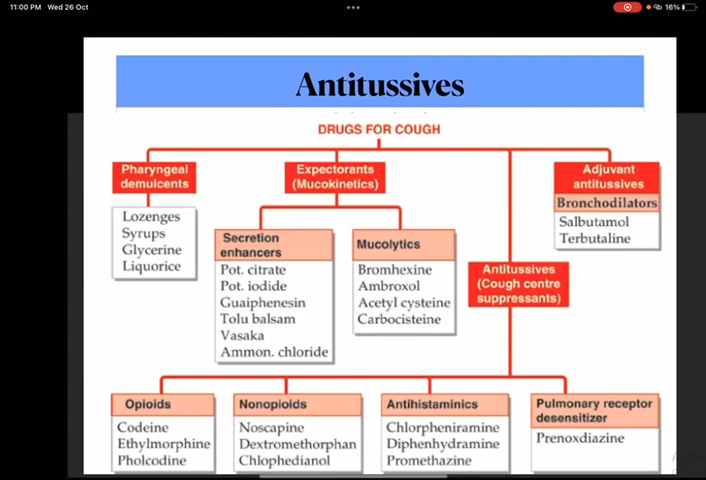 11:00 PM Wed 26 Oct
16%
Antitussives
DRUGS FOR COUGH
Pharyngeal
demulcents
Lozenges
Syrups
Glycerine
Liquorice
Expectorants
(Mucokinetics)
Secretion
enhancers
Pot. citrate
Pot. iodide
Guaiphenesin
Tolu balsam
Vasaka
Ammon. chloride
Mucolytics
Bromhexine
Ambroxol
Acetyl cysteine
Carbocisteine
Antitussives
(Cough centre
suppressants)
Adjuvant
antitussives
Bronchodilators
Salbutamol
Terbutaline
Opioids
Codeine
Ethylmorphine
Pholcodine
Nonopioids
Noscapine
Dextromethorphan
Chlophedianol
Antihistaminics
Chlorpheniramine
Diphenhydramine
Promethazine
Pulmonary receptor
desensitizer
Prenoxdiazine